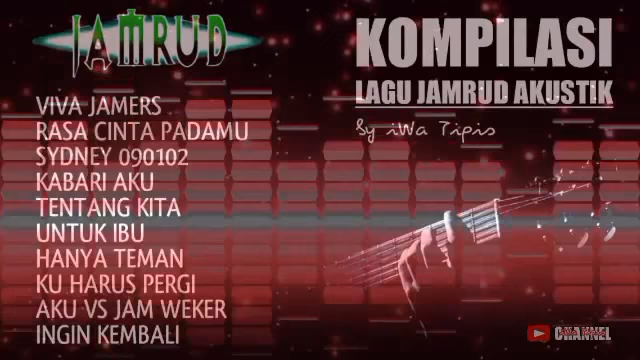 JAMRUD
KOMPILASI
LAGU JAMRUD AKUSTIK
By iWa Tipis
VIVA JAMERS
RASA CINTA PADAMU
SYDNEY 090102
KABARI AKU
TENTANG KITA
UNTUK IBU
HANYA TEMAN
KU HARUS PERGI
AKU VS JAM WEKER
INGIN KEMBALI
CHANNEL